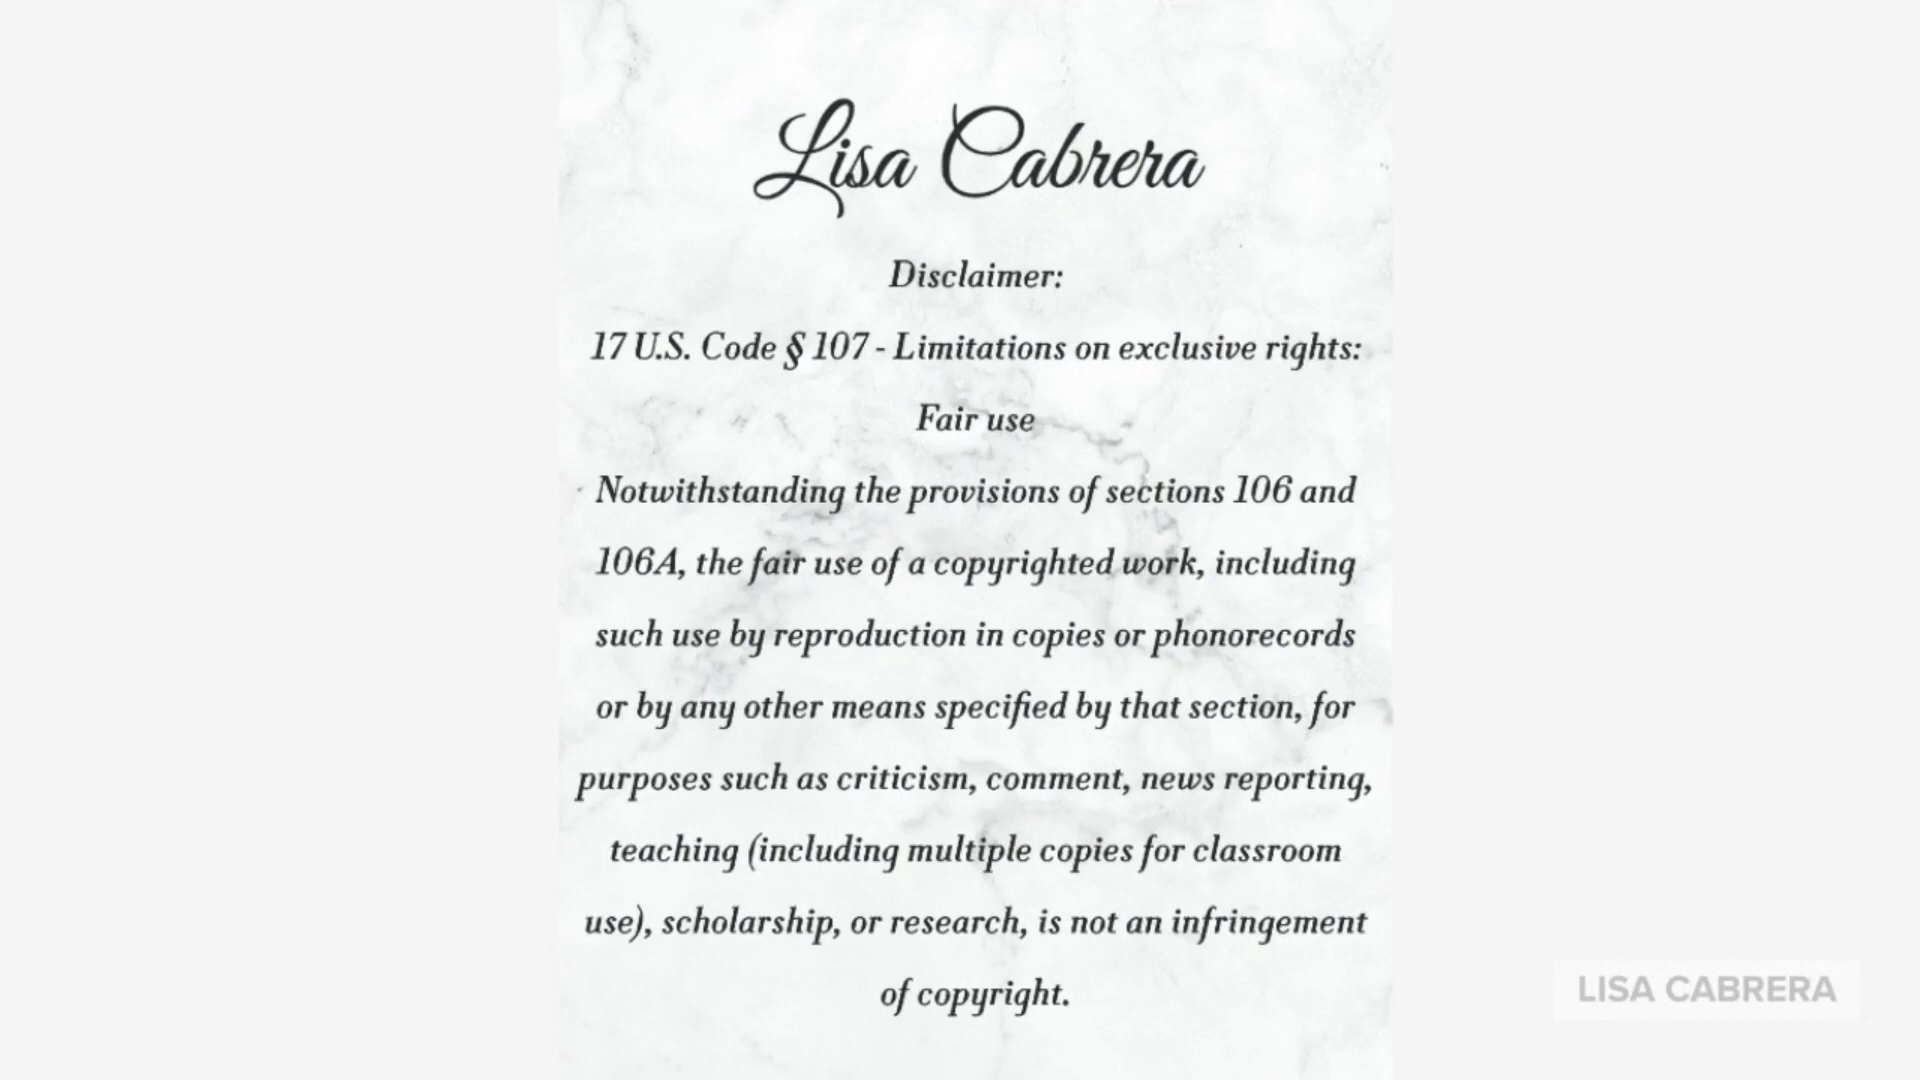 Lisa Cabrera
Disclaimer:
17 U.S. Code § 107 - Limitations on exclusive rights:
Fair use
Notwithstanding the provisions of sections 106 and
106A, the fair use of a copyrighted work, including
such use by reproduction in copies or phonorecords
or by any other means specified by that section, for
purposes such as criticism, comment, news reporting,
teaching (including multiple copies for classroom
use), scholarship, or research, is not an infringement
of copyright.
LISA CABRERA